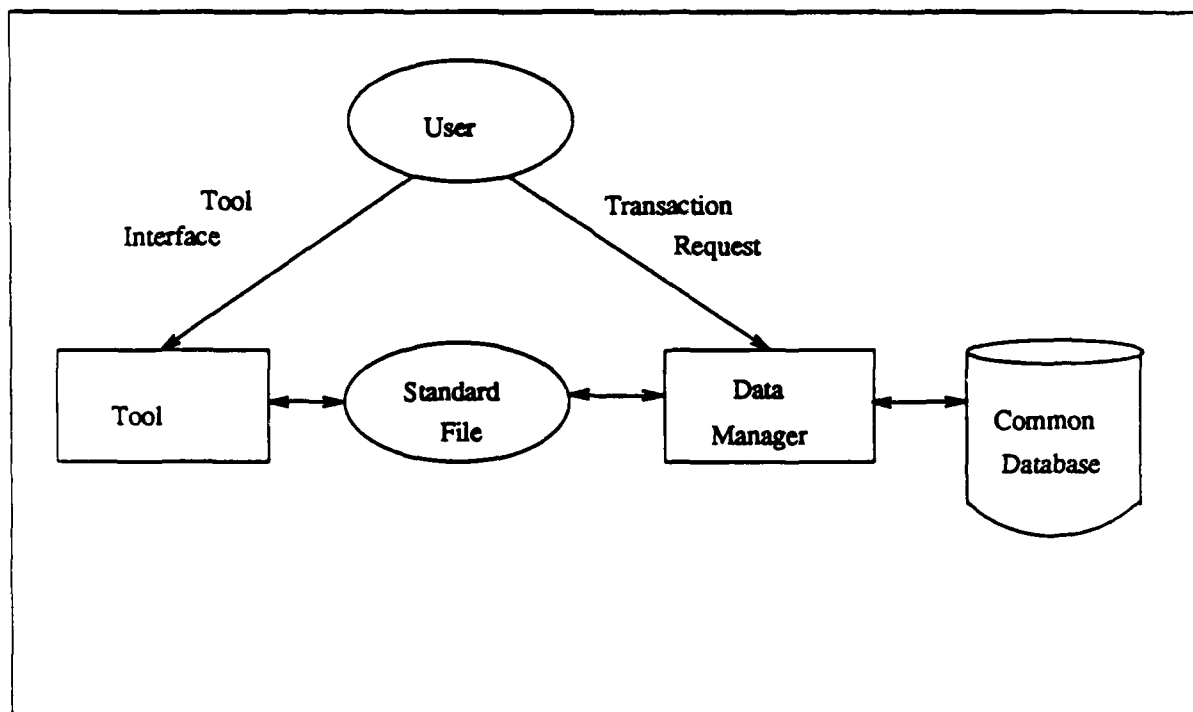 User
Tool
Interface
Transaction
Request
Tool
Standard
File
Data
Manager
Common
Database